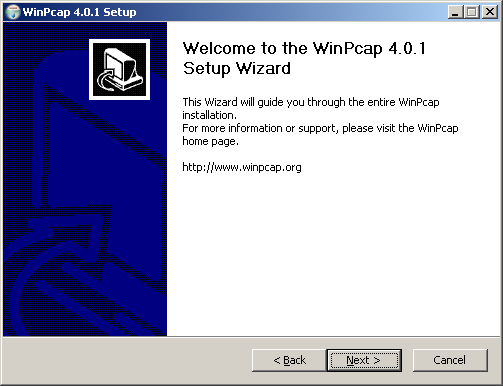 WinPcap 4.0.1 Setup
Welcome to the WinPcap 4.0.1
Setup Wizard
This Wizard will guide you through the entire WinPcap
installation.
For more information or support, please visit the WinPcap
home page.
http://www.winpcap.org
< Back
Next >
Cancel